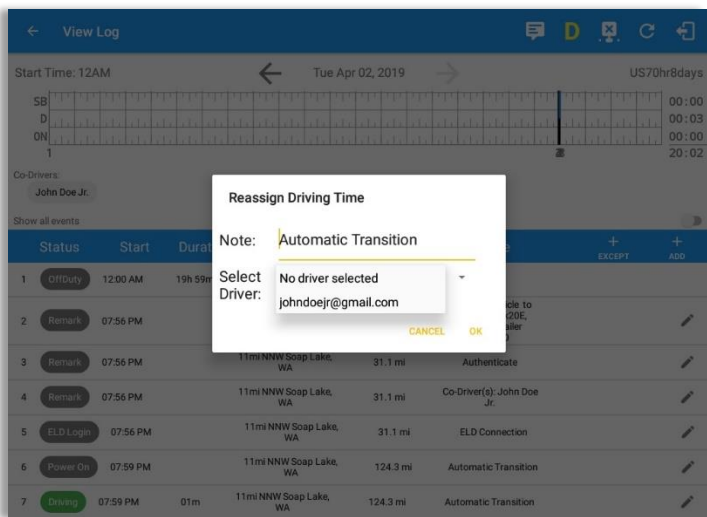 View Log
D
Start Time: 12AM
Tue Apr 02, 2019
US70hr8days
SB
00:00
D
00:03
ON
00:00
1
20:02
Co-Drivers:
John Doe Jr.
Show all events
Reassign Driving Time
Note: Automatic Transition
Select Driver:
No driver selected
johndoejr@gmail.com
CANCEL OK
Status Start
+ EXCEPT
+ ADD
1 OffDuty 12:00 AM 19h 59m
2 Remark 07:56 PM
3 Remark 07:56 PM 11mi NNW Soap Lake, WA 31.1 mi Authenticate
4 Remark 07:56 PM 11mi NNW Soap Lake, WA 31.1 mi Co-Driver(s): John Doe Jr.
5 ELD Login 07:56 PM 11mi NNW Soap Lake, WA 31.1 mi ELD Connection
6 Power On 07:59 PM 11mi NNW Soap Lake, WA 124.3 mi Automatic Transition
7 Driving 07:59 PM 01m 11mi NNW Soap Lake, WA 124.3 mi Automatic Transition